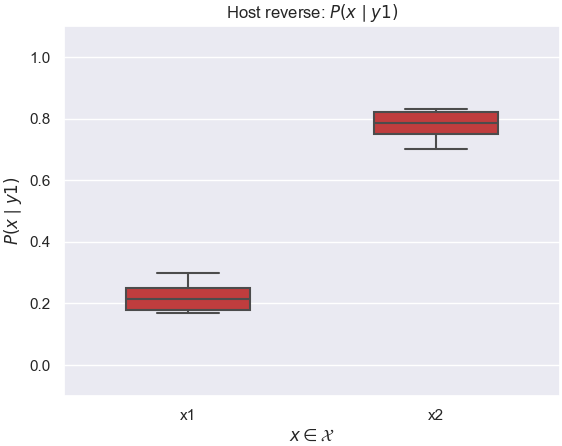 Host reverse: P(x | y1)
P(x | y1)
1.0
0.8
0.6
0.4
0.2
0.0
x1 x2
x ∈ 𝒳